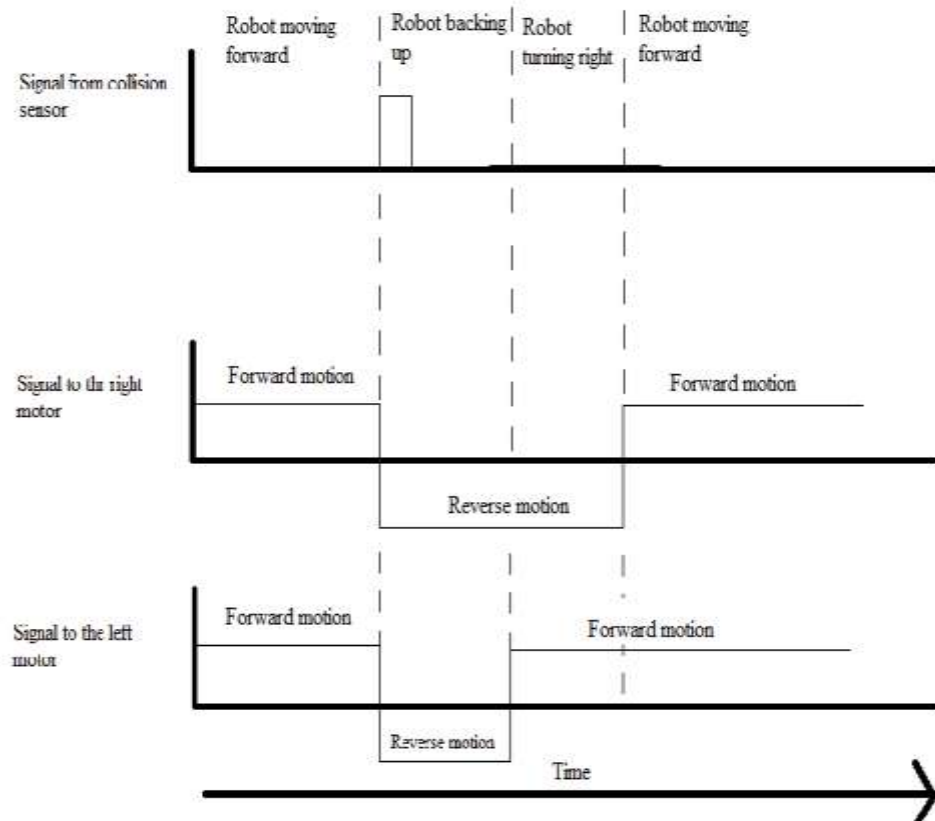 Robot moving
forward
Robot backing
up
Robot
turning right
Robot moving
forward
Signal from collision
sensor
Signal to the right
motor
Forward motion
Forward motion
Reverse motion
Signal to the left
motor
Forward motion
Forward motion
Reverse motion
Time